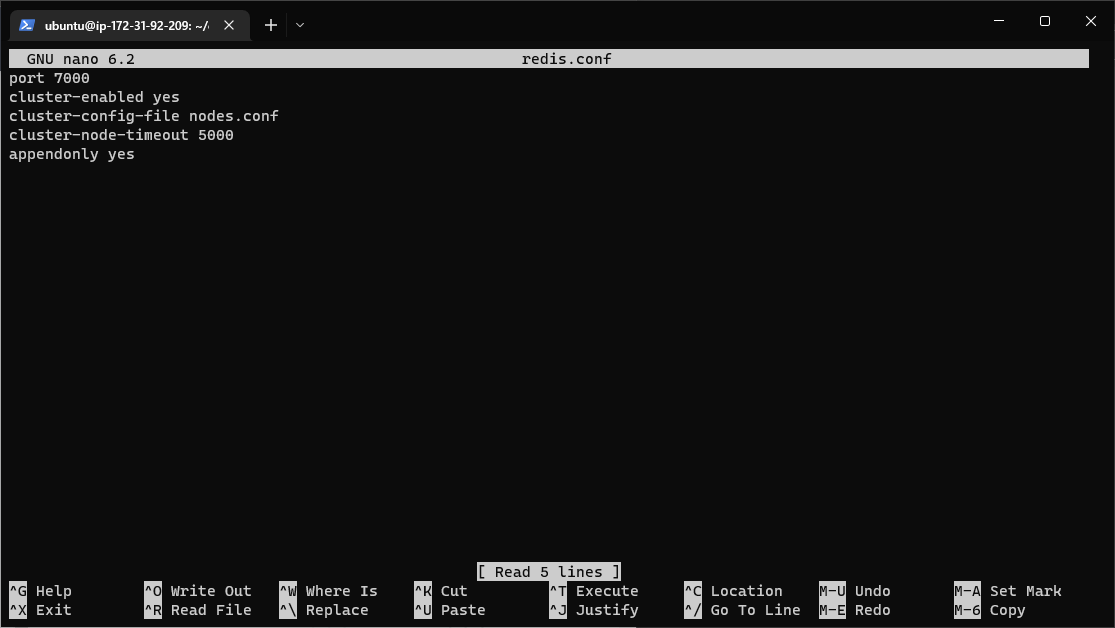 ubuntu@ip-172-31-92-209: ~/
GNU nano 6.2 redis.conf
port 7000
cluster-enabled yes
cluster-config-file nodes.conf
cluster-node-timeout 5000
appendonly yes
[ Read 5 lines ]
^G Help ^O Write Out ^W Where Is ^K Cut ^T Execute ^C Location M-U Undo M-A Set Mark
^X Exit ^R Read File ^\ Replace ^U Paste ^J Justify ^/ Go To Line M-E Redo M-6 Copy